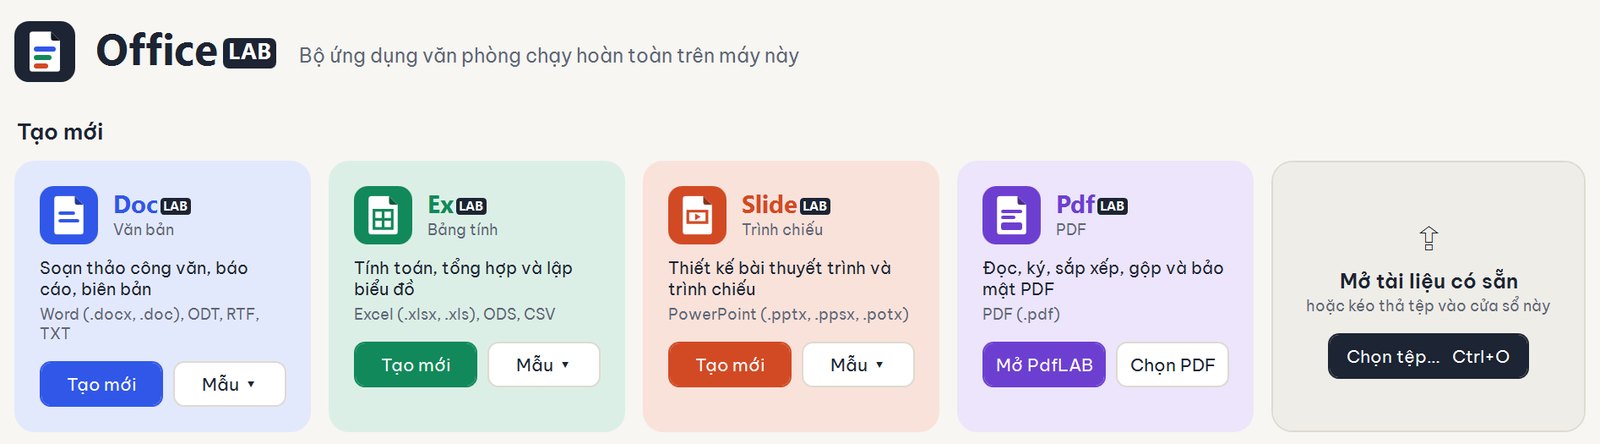 Office LAB Bộ ứng dụng văn phòng chạy hoàn toàn trên máy này
Tạo mới
Doc LAB
Văn bản
Soạn thảo công văn, báo
cáo, biên bản
Word (.docx, .doc), ODT, RTF,
TXT
Tạo mới Mẫu ▾
Ex LAB
Bảng tính
Tính toán, tổng hợp và lập
biểu đồ
Excel (.xlsx, .xls), ODS, CSV
Tạo mới Mẫu ▾
Slide LAB
Trình chiếu
Thiết kế bài thuyết trình và
trình chiếu
PowerPoint (.pptx, .ppsx, .potx)
Tạo mới Mẫu ▾
Pdf LAB
PDF
Đọc, ký, sắp xếp, gộp và bảo
mật PDF
PDF (.pdf)
Mở PdfLAB Chọn PDF
Mở tài liệu có sẵn
hoặc kéo thả tệp vào cửa sổ này
Chọn tệp... Ctrl+O